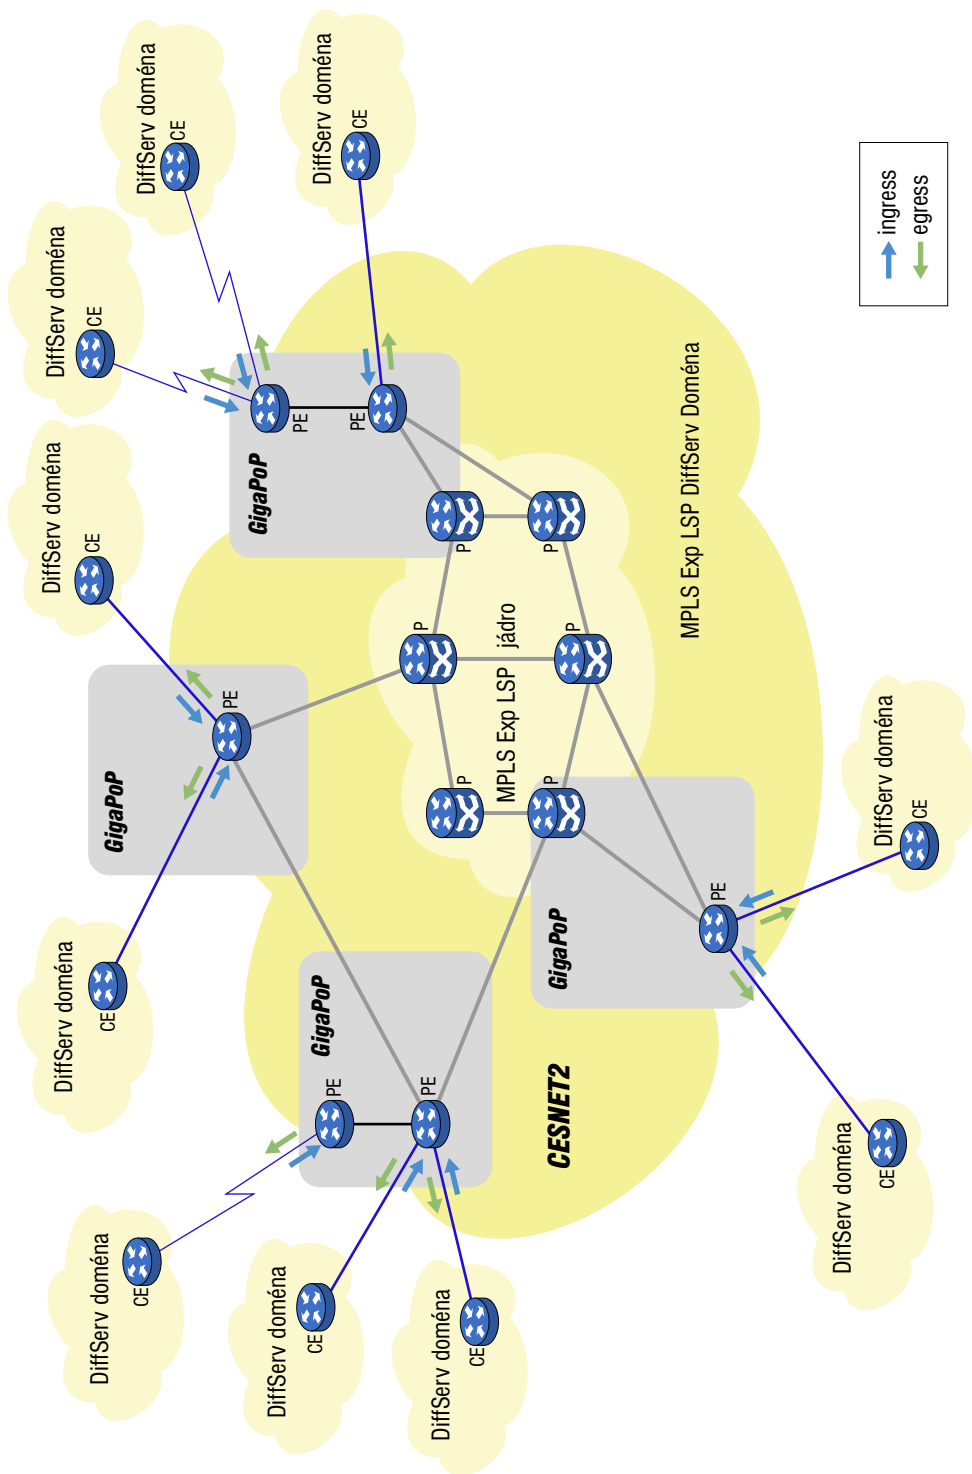 DiffServ doména
CE
DiffServ doména
CE
DiffServ doména
CE
DiffServ doména
CE
DiffServ doména
CE
GigaPoP
PE
GigaPoP
PE
PE
DiffServ doména
CE
DiffServ doména
CE
GigaPoP
PE
PE
DiffServ doména
CE
P
P
P
MPLS Exp LSP
jádro
P
P
P
CESNET2
GigaPoP
PE
MPLS Exp LSP DiffServ Doména
DiffServ doména
CE
DiffServ doména
CE
ingress
egress